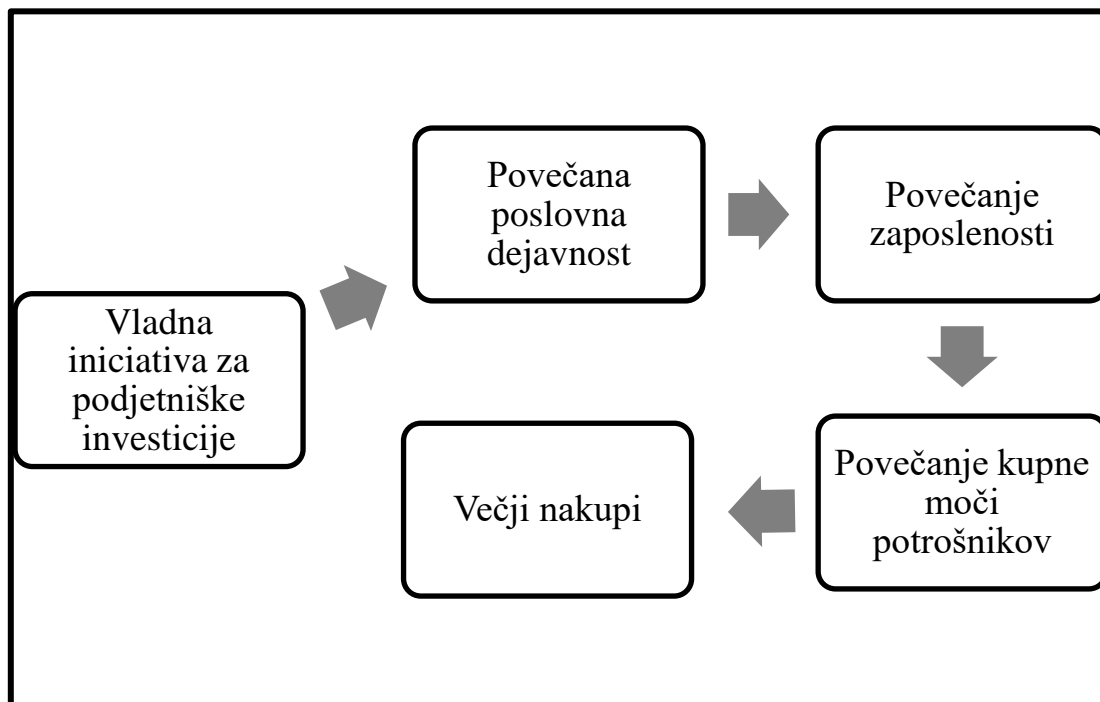 Povečana
poslovna
dejavnost
Povečanje
zaposlenosti
Vladna
iniciativa za
podjetniške
investicije
Večji nakupi
Povečanje kupne
moči
potrošnikov